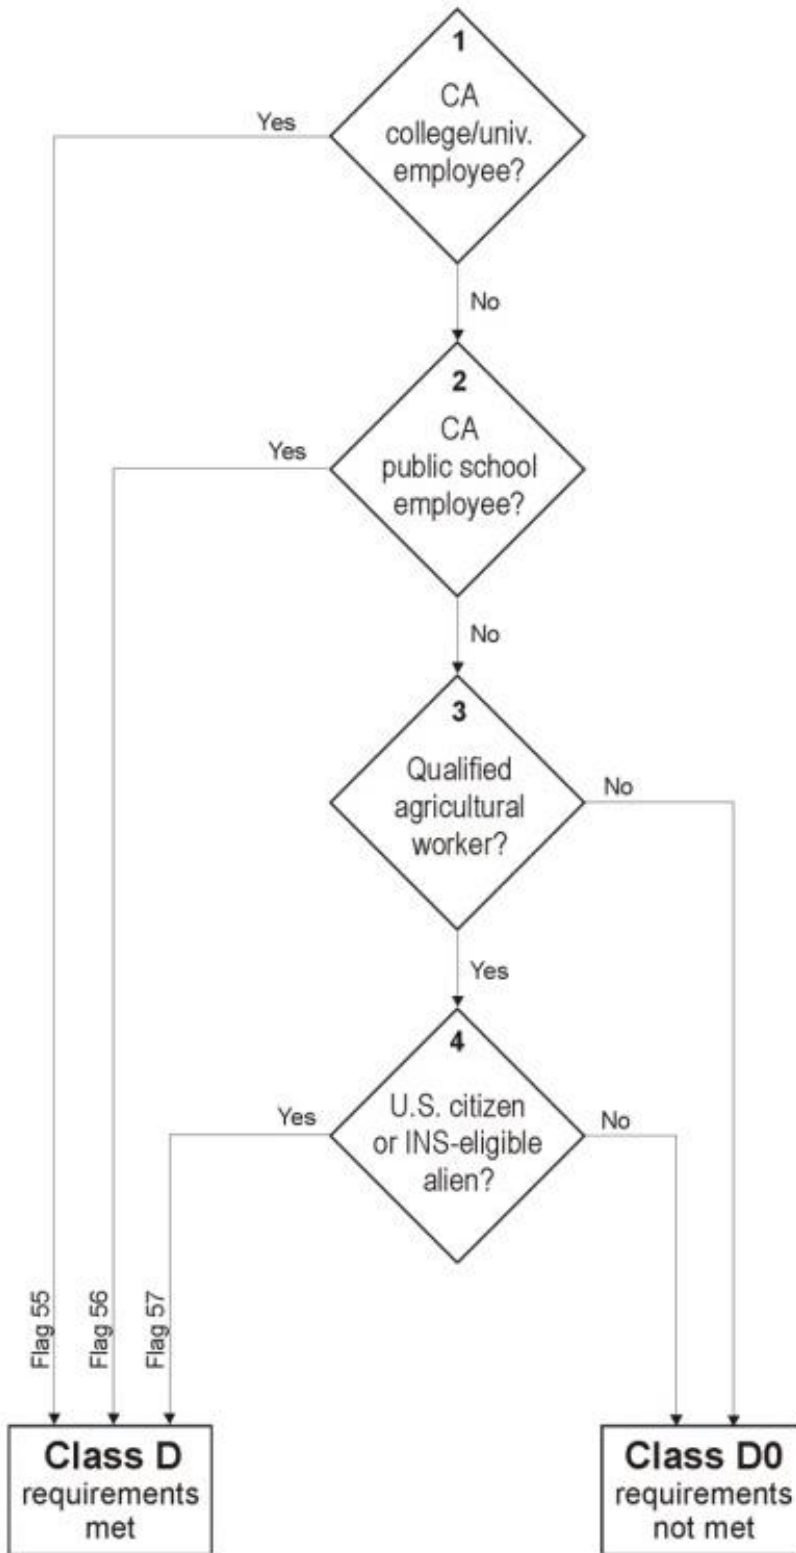 1
CA
college/univ.
employee?
Yes
No
2
CA
public school
employee?
Yes
No
3
Qualified
agricultural
worker?
No
Yes
4
U.S. citizen
or INS-eligible
alien?
Yes
No
Flag 55
Flag 56
Flag 57
Class D
requirements
met
Class D0
requirements
not met